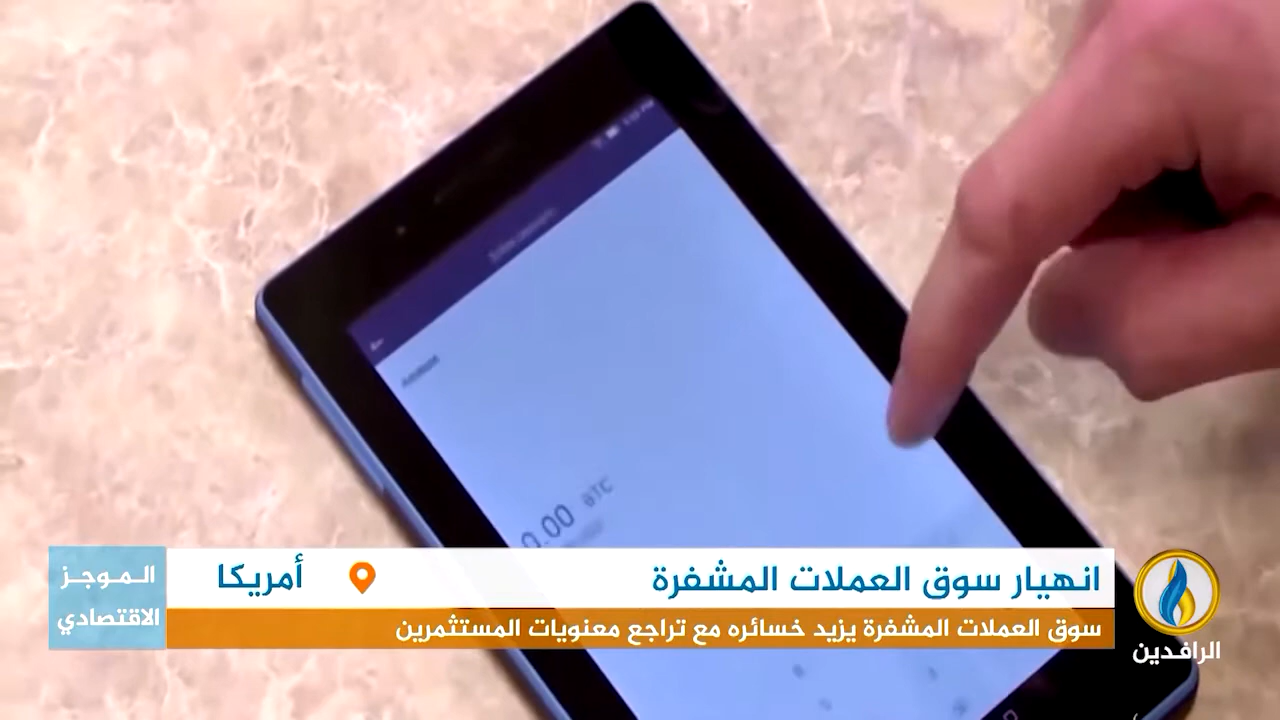 Amount
0.00 BTC
انهيار سوق العملات المشفرة
أمريكا
سوق العملات المشفرة يزيد خسائره مع تراجع معنويات المستثمرين
الـمـوجـز
الاقتصادي
الرافدين